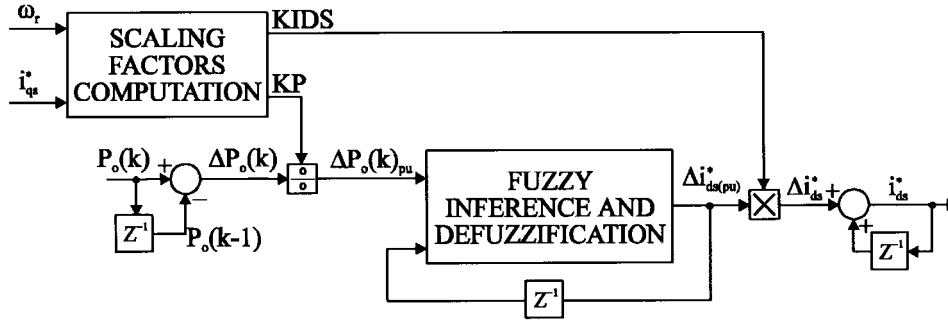 ω_r
KIDS
SCALING
FACTORS
COMPUTATION
i*_qs
KP
P_o(k)
+
ΔP_o(k)
ΔP_o(k)_pu
FUZZY
INFERENCE AND
DEFUZZIFICATION
Δi*_ds(pu)
×
Δi*_ds
+
i*_ds
−
Z⁻¹
P_o(k-1)
+
Z⁻¹
Z⁻¹